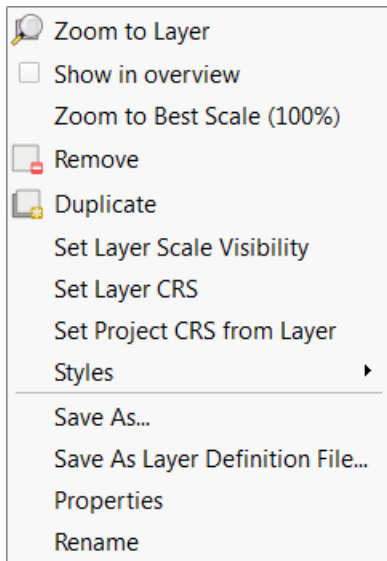 Zoom to Layer
Show in overview
Zoom to Best Scale (100%)
Remove
Duplicate
Set Layer Scale Visibility
Set Layer CRS
Set Project CRS from Layer
Styles
Save As...
Save As Layer Definition File...
Properties
Rename